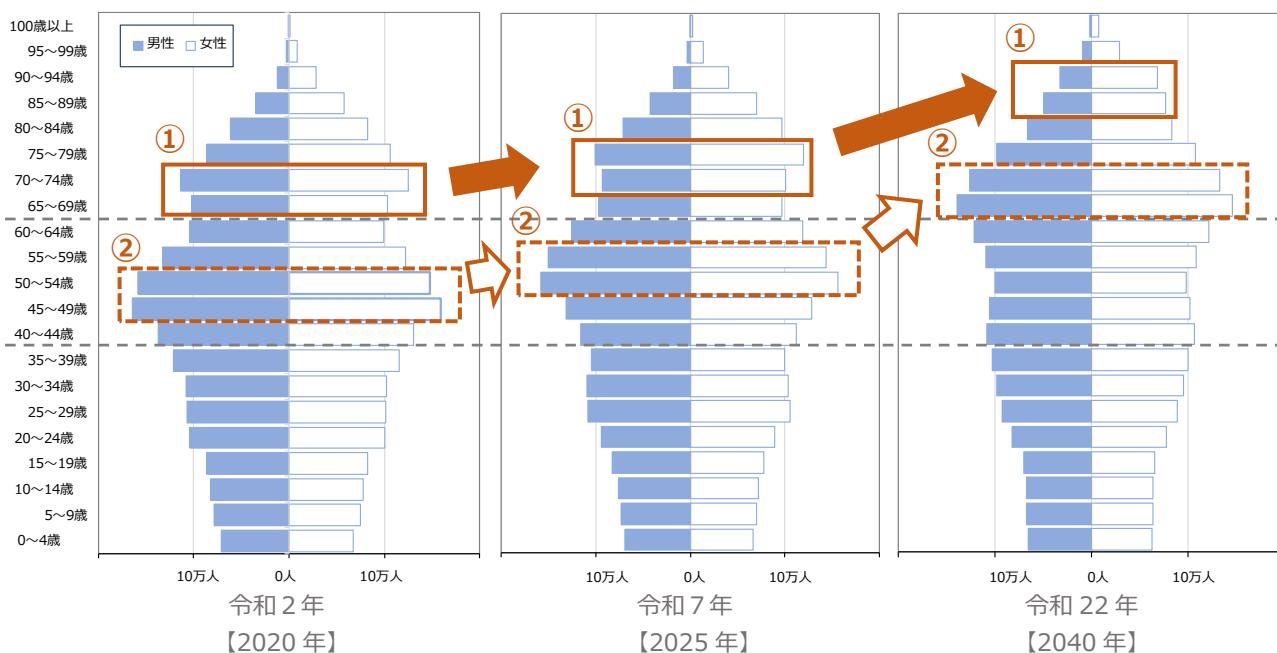 100歳以上
95～99歳
90～94歳
85～89歳
80～84歳
75～79歳
70～74歳
65～69歳
60～64歳
55～59歳
50～54歳
45～49歳
40～44歳
35～39歳
30～34歳
25～29歳
20～24歳
15～19歳
10～14歳
5～9歳
0～4歳
男性 女性
①
②
10万人 0人 10万人
令和２年
【2020 年】
①
②
10万人 0人 10万人
令和７年
【2025 年】
①
②
10万人 0人 10万人
令和 22 年
【2040 年】